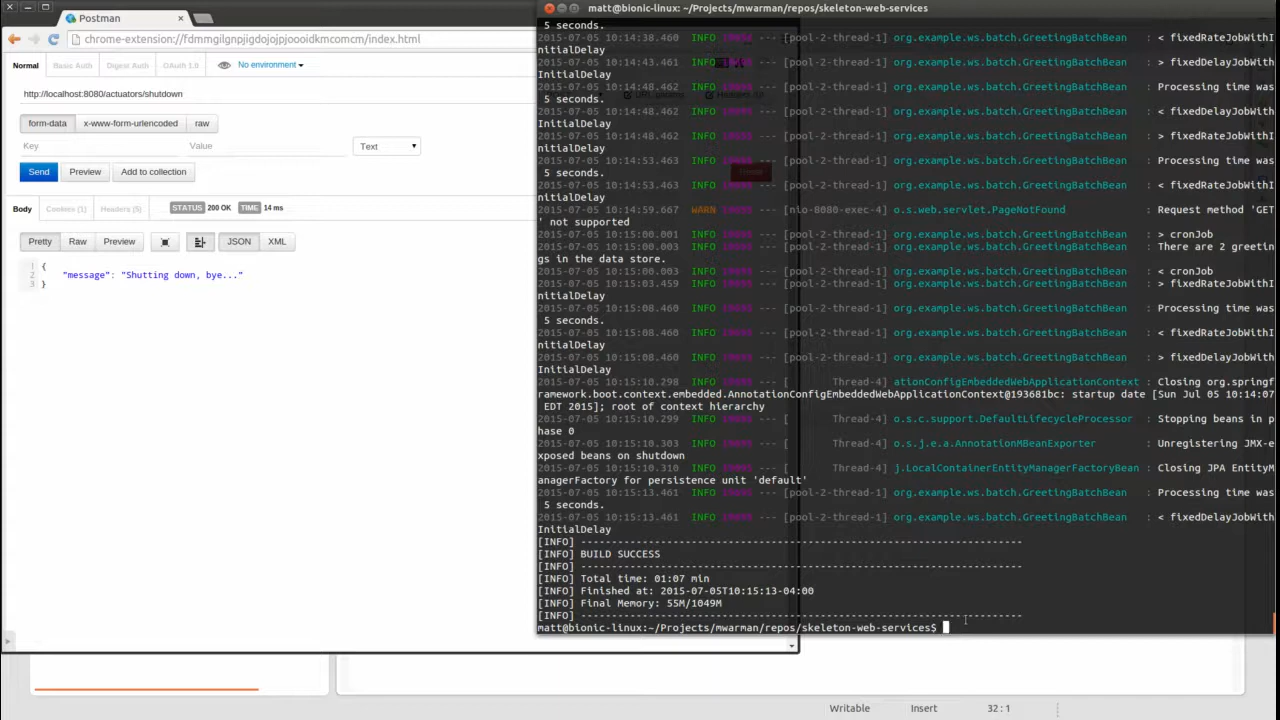 Postman
chrome-extension://fdmmgilgnpjigdojojpjoooidkmcomcm/index.html
Normal
Basic Auth
Digest Auth
OAuth 1.0
No environment
http://localhost:8080/actuators/shutdown
form-data
x-www-form-urlencoded
raw
Key
Value
Text
Send
Preview
Add to collection
Body
Cookies (1)
Headers (5)
STATUS 200 OK
TIME 14 ms
Pretty
Raw
Preview
JSON
XML
1 {
2 "message": "Shutting down, bye..."
3 }
matt@bionic-linux: ~/Projects/mwarman/repos/skeleton-web-services
5 seconds.
2015-07-05 10:14:38.460 INFO --- [pool-2-thread-1] org.example.ws.batch.GreetingBatchBean : < fixedRateJobWithI
nitialDelay
2015-07-05 10:14:43.461 INFO --- [pool-2-thread-1] org.example.ws.batch.GreetingBatchBean : > fixedDelayJobWith
InitialDelay
2015-07-05 10:14:48.462 INFO --- [pool-2-thread-1] org.example.ws.batch.GreetingBatchBean : Processing time was
5 seconds.
2015-07-05 10:14:48.462 INFO --- [pool-2-thread-1] org.example.ws.batch.GreetingBatchBean : < fixedDelayJobWith
InitialDelay
2015-07-05 10:14:48.462 INFO --- [pool-2-thread-1] org.example.ws.batch.GreetingBatchBean : > fixedRateJobWithI
nitialDelay
2015-07-05 10:14:53.463 INFO --- [pool-2-thread-1] org.example.ws.batch.GreetingBatchBean : Processing time was
5 seconds.
2015-07-05 10:14:53.463 INFO --- [pool-2-thread-1] org.example.ws.batch.GreetingBatchBean : < fixedRateJobWithI
nitialDelay
2015-07-05 10:14:59.667 WARN --- [nio-8080-exec-4] o.s.web.servlet.PageNotFound : Request method 'GET
' not supported
2015-07-05 10:15:00.001 INFO --- [pool-2-thread-1] org.example.ws.batch.GreetingBatchBean : > cronJob
2015-07-05 10:15:00.003 INFO --- [pool-2-thread-1] org.example.ws.batch.GreetingBatchBean : There are 2 greetin
gs in the data store.
2015-07-05 10:15:00.003 INFO --- [pool-2-thread-1] org.example.ws.batch.GreetingBatchBean : < cronJob
2015-07-05 10:15:03.459 INFO --- [pool-2-thread-1] org.example.ws.batch.GreetingBatchBean : > fixedRateJobWithI
nitialDelay
2015-07-05 10:15:08.460 INFO --- [pool-2-thread-1] org.example.ws.batch.GreetingBatchBean : Processing time was
5 seconds.
2015-07-05 10:15:08.460 INFO --- [pool-2-thread-1] org.example.ws.batch.GreetingBatchBean : < fixedRateJobWithI
nitialDelay
2015-07-05 10:15:08.460 INFO --- [pool-2-thread-1] org.example.ws.batch.GreetingBatchBean : > fixedDelayJobWith
InitialDelay
2015-07-05 10:15:10.298 INFO --- [ Thread-4] ationConfigEmbeddedWebApplicationContext : Closing org.springf
ramework.boot.context.embedded.AnnotationConfigEmbeddedWebApplicationContext@193681bc: startup date [Sun Jul 05 10:14:07
EDT 2015]; root of context hierarchy
2015-07-05 10:15:10.299 INFO --- [ Thread-4] o.s.c.support.DefaultLifecycleProcessor : Stopping beans in p
hase 0
2015-07-05 10:15:10.303 INFO --- [ Thread-4] o.s.j.e.a.AnnotationMBeanExporter : Unregistering JMX-e
xposed beans on shutdown
2015-07-05 10:15:10.310 INFO --- [ Thread-4] j.LocalContainerEntityManagerFactoryBean : Closing JPA EntityM
anagerFactory for persistence unit 'default'
2015-07-05 10:15:13.461 INFO --- [pool-2-thread-1] org.example.ws.batch.GreetingBatchBean : Processing time was
5 seconds.
2015-07-05 10:15:13.461 INFO --- [pool-2-thread-1] org.example.ws.batch.GreetingBatchBean : < fixedDelayJobWith
InitialDelay
[INFO] ------------------------------------------------------------------------
[INFO] BUILD SUCCESS
[INFO] ------------------------------------------------------------------------
[INFO] Total time: 01:07 min
[INFO] Finished at: 2015-07-05T10:15:13-04:00
[INFO] Final Memory: 55M/1049M
[INFO] ------------------------------------------------------------------------
matt@bionic-linux:~/Projects/mwarman/repos/skeleton-web-services$
Writable
Insert
32 : 1